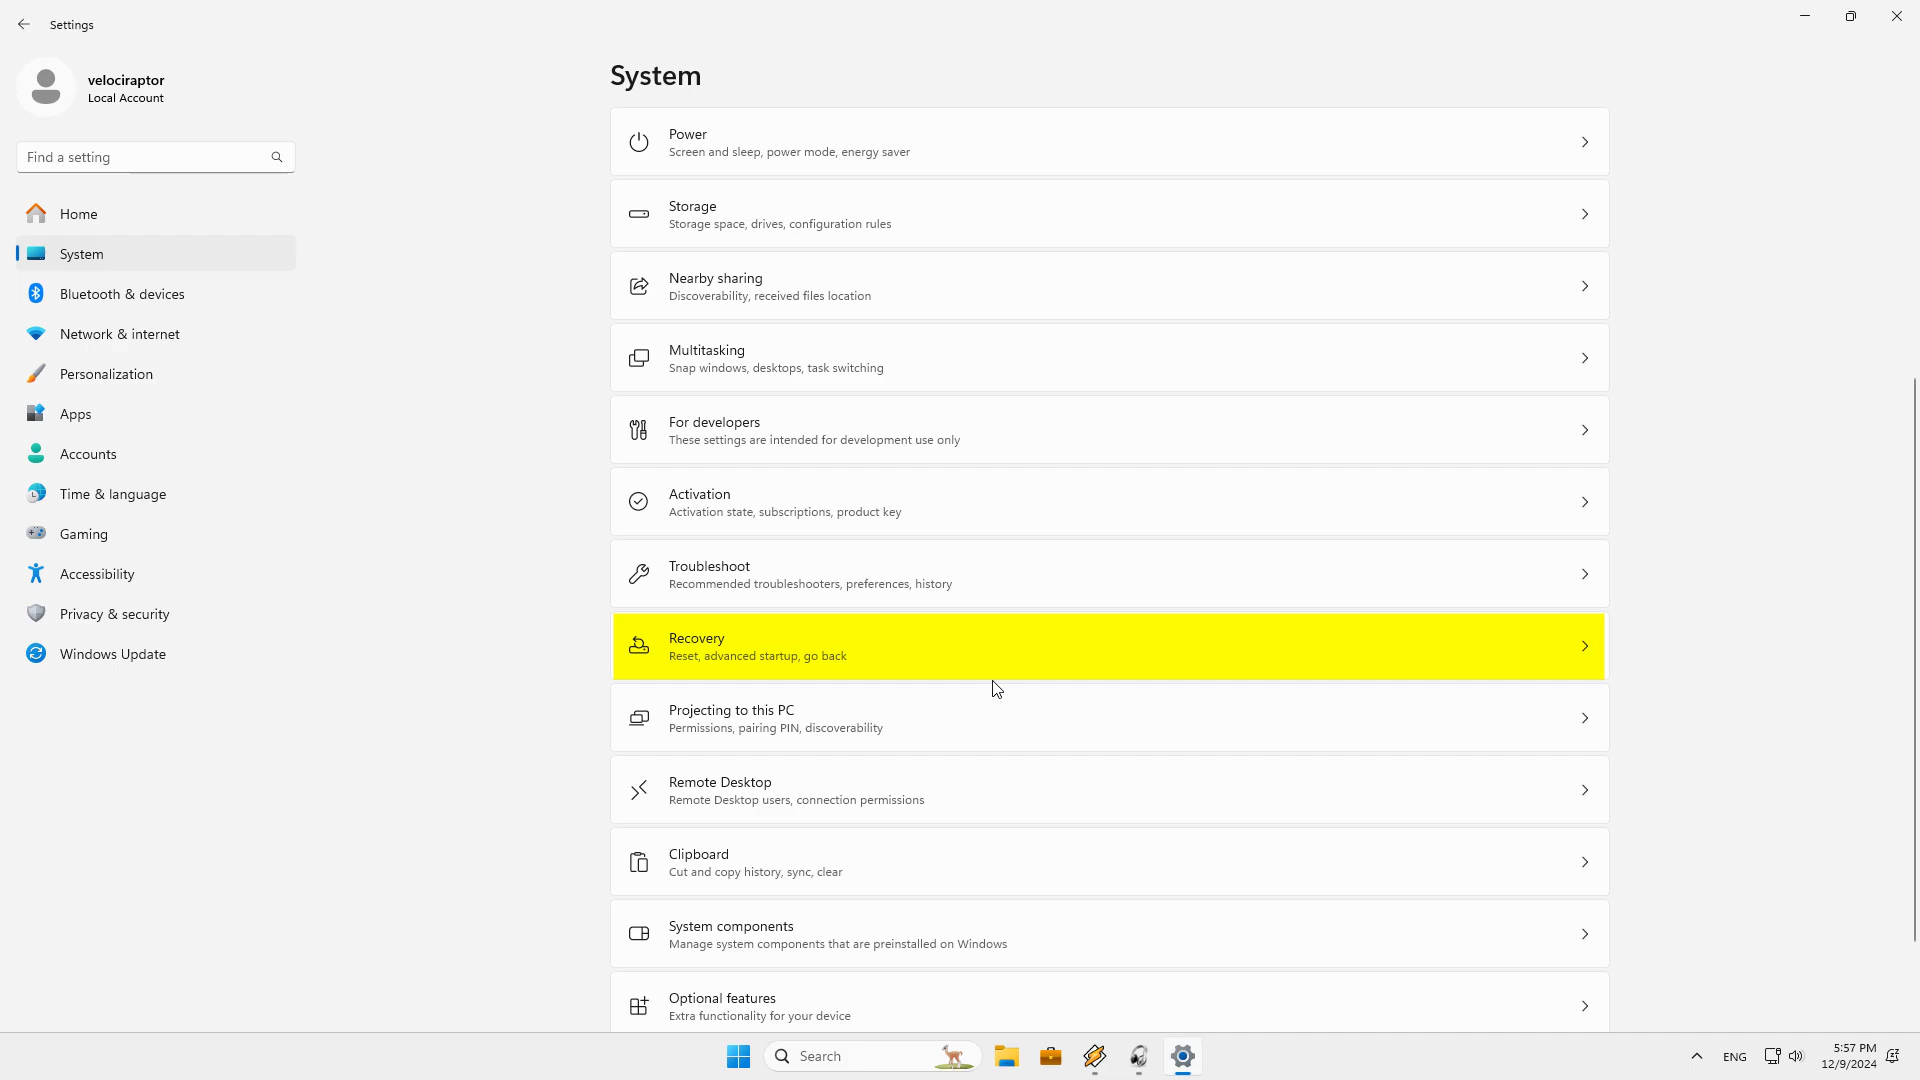 Settings
velociraptor
Local Account
Find a setting
Home
System
Bluetooth & devices
Network & internet
Personalization
Apps
Accounts
Time & language
Gaming
Accessibility
Privacy & security
Windows Update
System
Power
Screen and sleep, power mode, energy saver
Storage
Storage space, drives, configuration rules
Nearby sharing
Discoverability, received files location
Multitasking
Snap windows, desktops, task switching
For developers
These settings are intended for development use only
Activation
Activation state, subscriptions, product key
Troubleshoot
Recommended troubleshooters, preferences, history
Recovery
Reset, advanced startup, go back
Projecting to this PC
Permissions, pairing PIN, discoverability
Remote Desktop
Remote Desktop users, connection permissions
Clipboard
Cut and copy history, sync, clear
System components
Manage system components that are preinstalled on Windows
Optional features
Extra functionality for your device
Search
ENG
5:57 PM
12/9/2024